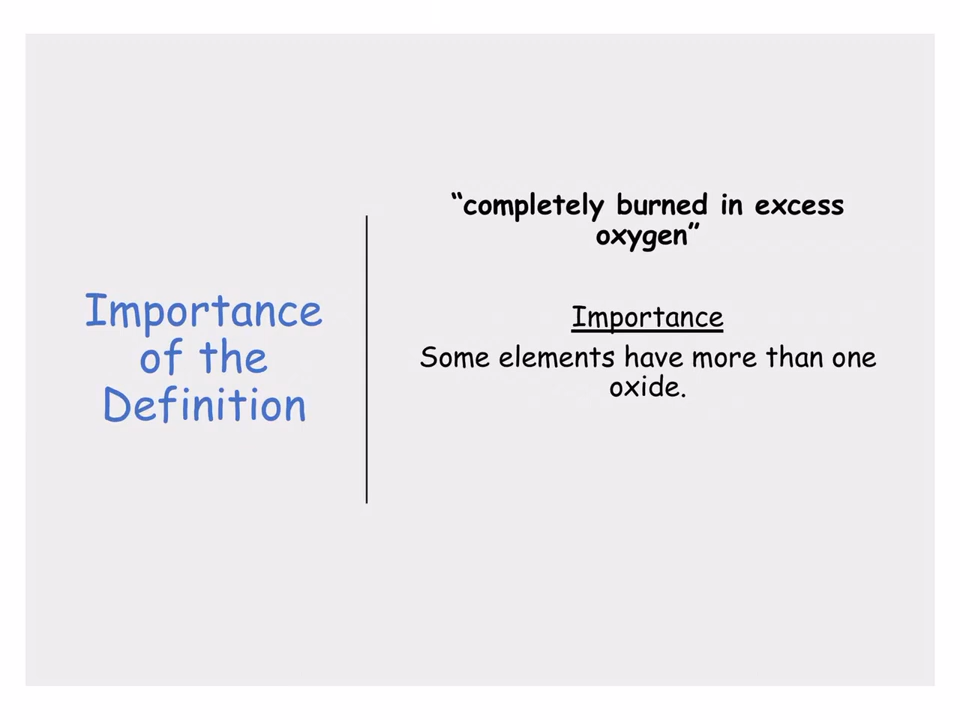 Importance
of the
Definition
“completely burned in excess
oxygen”
Importance
Some elements have more than one
oxide.